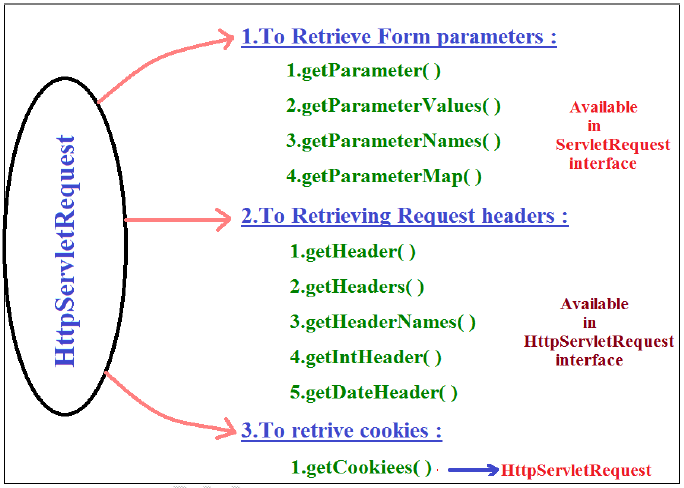 HttpServletRequest
1.To Retrieve Form parameters :
1.getParameter( )
2.getParameterValues( )
3.getParameterNames( )
4.getParameterMap( )
Available
in
ServletRequest
interface
2.To Retrieving Request headers :
1.getHeader( )
2.getHeaders( )
3.getHeaderNames( )
4.getIntHeader( )
5.getDateHeader( )
Available
in
HttpServletRequest
interface
3.To retrive cookies :
1.getCookiees( )
HttpServletRequest